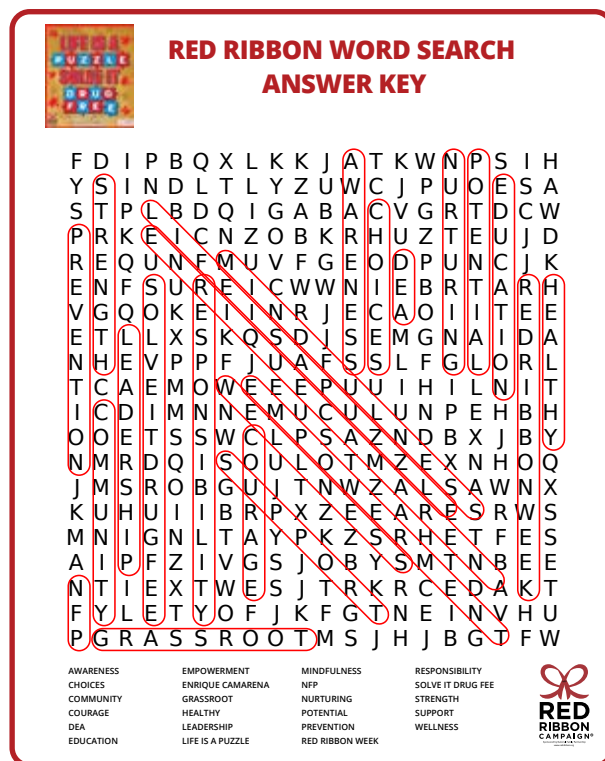 LIFE IS A
PUZZLE
SOLVE IT
DRUG
FREE
RED RIBBON WORD SEARCH
ANSWER KEY
F D I P B Q X L K K J A T K W N P S I H
Y S I N D L T L Y Z U W C J P U O E S A
S T P L B D Q I G A B A C V G R T D C W
P R K E I C N Z O B K R H U Z T E U J D
R E Q U N F M U V F G E O D P U N C J K
E N F S U R E I C W W N I E B R T A R H
V G Q O K E I I N R J E C A O I I T E E
E T L L X S K Q S D J S E M G N A I D A
N H E V P P F J U A F S S L F G L O R L
T C A E M O W E E E P U U I H I L N I T
I C D I M N N E M U C U L U N P E H B H
O O E T S S W C L P S A Z N D B X J B Y
N M R D Q I S O U L O T M Z E X N H O Q
J M S R O B G U J T N W Z A L S A W N X
K U H U I I B R P X Z E E A R E S R W S
M N I G N L T A Y P K Z S R H E T F E S
A I P F Z I V G S J O B Y S M T N B E E
N T I E X T W E S J T R K R C E D A K T
F Y L E T Y O F J K F G T N E I N V H U
P G R A S S R O O T M S J H J B G T F W
AWARENESS EMPOWERMENT MINDFULNESS RESPONSIBILITY
CHOICES ENRIQUE CAMARENA NFP SOLVE IT DRUG FEE
COMMUNITY GRASSROOT NURTURING STRENGTH
COURAGE HEALTHY POTENTIAL SUPPORT
DEA LEADERSHIP PREVENTION WELLNESS
EDUCATION LIFE IS A PUZZLE RED RIBBON WEEK
RED
RIBBON
CAMPAIGN®